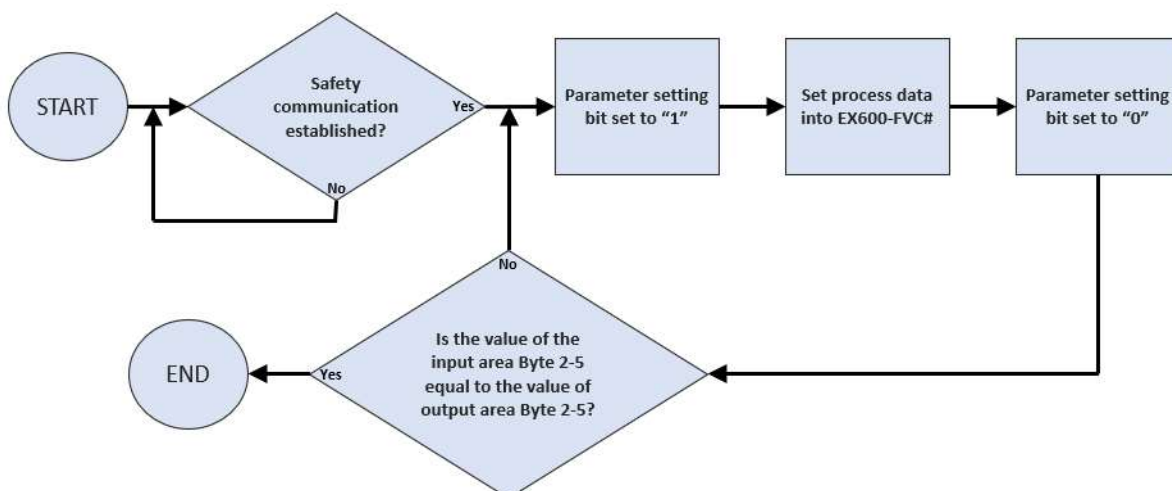 START
Safety
communication
established?
Yes
No
Parameter setting
bit set to “1”
Set process data
into EX600-FVC#
Parameter setting
bit set to “0”
No
Is the value of the
input area Byte 2-5
equal to the value of
output area Byte 2-5?
Yes
END